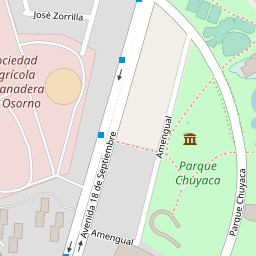 José Zorrilla
ociedad
grícola
anadera
Osorno
Avenida 18 de Septiembre
Amengual
Parque
Chuyaca
Parque Chuyaca
Amengual